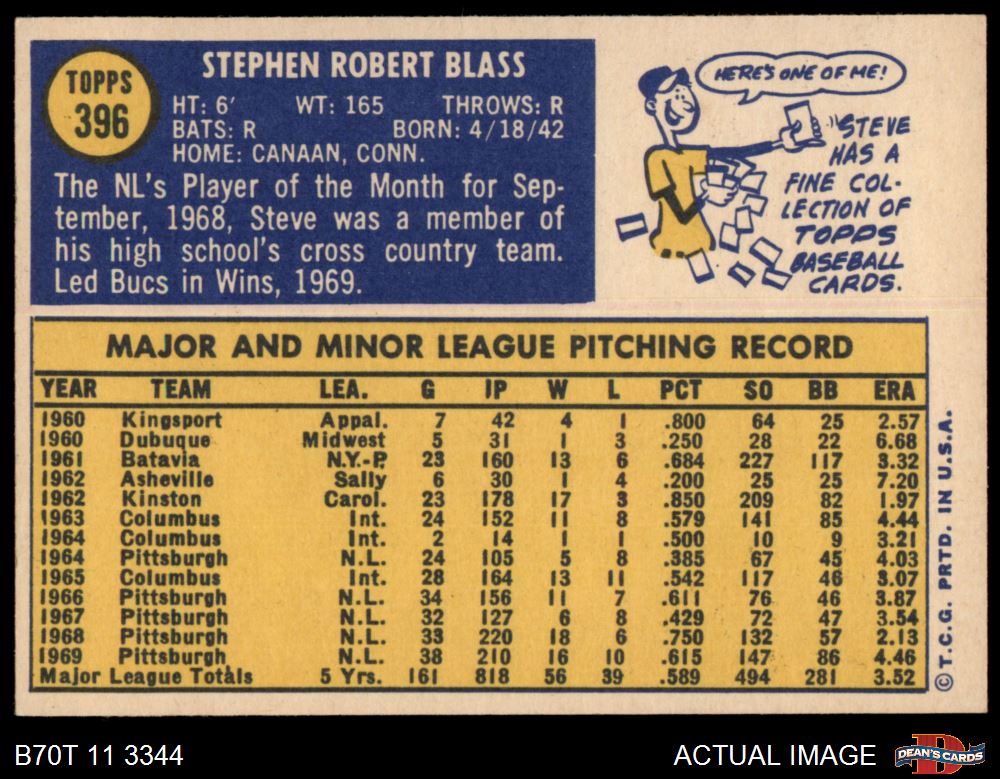 TOPPS
396
STEPHEN ROBERT BLASS
HT: 6' WT: 165 THROWS: R
BATS: R BORN: 4/18/42
HOME: CANAAN, CONN.
The NL's Player of the Month for Sep-
tember, 1968, Steve was a member of
his high school's cross country team.
Led Bucs in Wins, 1969.
HERE'S ONE OF ME!
"STEVE
HAS A
FINE COL-
LECTION OF
TOPPS
BASEBALL
CARDS.
MAJOR AND MINOR LEAGUE PITCHING RECORD
YEAR TEAM LEA. G IP W L PCT SO BB ERA
1960 Kingsport Appal. 7 42 4 1 .800 64 25 2.57
1960 Dubuque Midwest 5 31 1 3 .250 28 22 6.68
1961 Batavia N.Y.-P. 23 160 13 6 .684 227 117 3.32
1962 Asheville Sally 6 30 1 4 .200 25 25 7.20
1962 Kinston Carol. 23 178 17 3 .850 209 82 1.97
1963 Columbus Int. 24 152 11 8 .579 141 85 4.44
1964 Columbus Int. 2 14 1 1 .500 10 9 3.21
1964 Pittsburgh N.L. 24 105 5 8 .385 67 45 4.03
1965 Columbus Int. 28 164 13 11 .542 117 46 3.07
1966 Pittsburgh N.L. 34 156 11 7 .611 76 46 3.87
1967 Pittsburgh N.L. 32 127 6 8 .429 72 47 3.54
1968 Pittsburgh N.L. 33 220 18 6 .750 132 57 2.13
1969 Pittsburgh N.L. 38 210 16 10 .615 147 86 4.46
Major League Totals 5 Yrs. 161 818 56 39 .589 494 281 3.52
© T.C.G. PRTD. IN U.S.A.
B70T 11 3344
ACTUAL IMAGE
DEAN'S CARDS